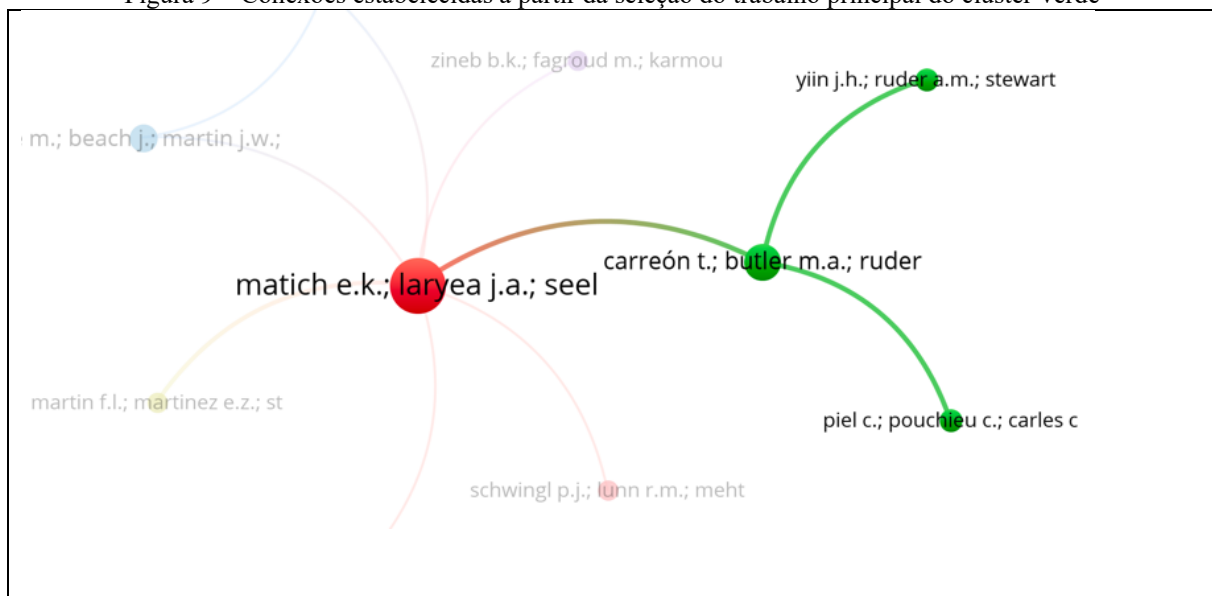 Figura 9 – Conexões estabelecidas a partir da seleção do trabalho principal do cluster verde
zineb b.k.; fagroud m.; karmou
yiin j.h.; ruder a.m.; stewart
m.; beach j.; martin j.w.;
carreón t.; butler m.a.; ruder
matich e.k.; laryea j.a.; seel
martin f.l.; martinez e.z.; st
piel c.; pouchieu c.; carles c
schwingl p.j.; lunn r.m.; meht